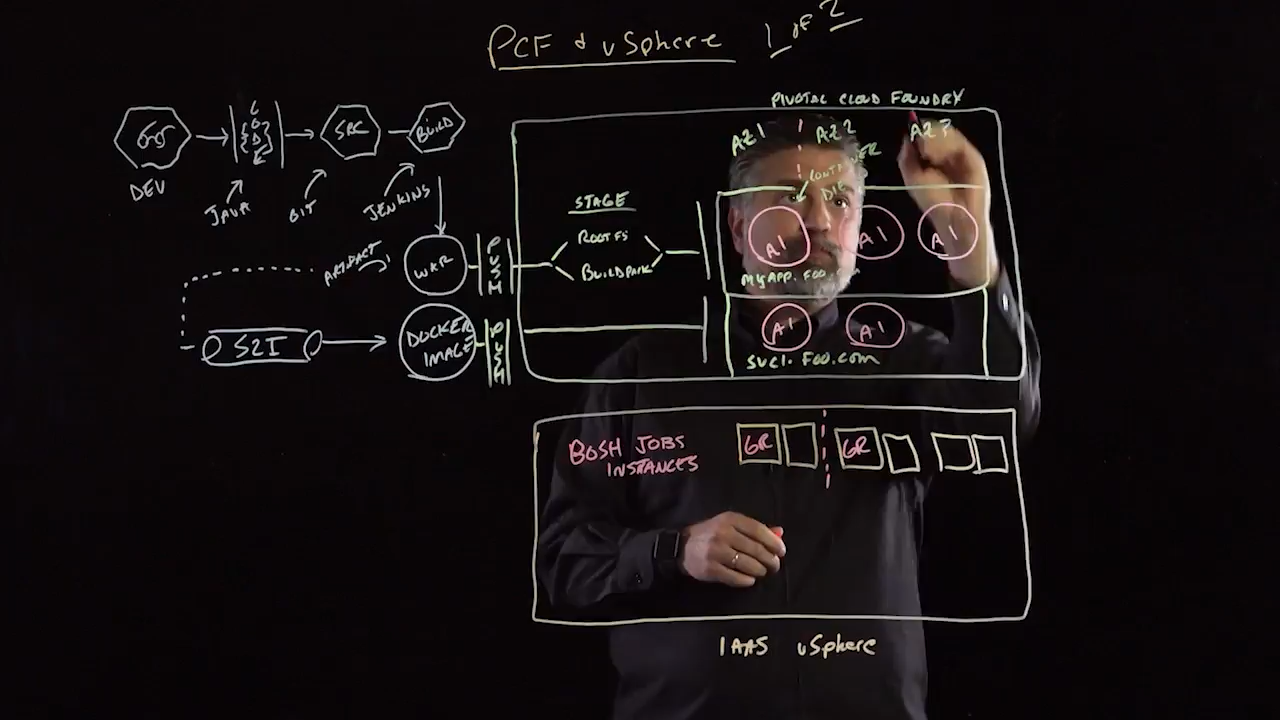 PCF & vSphere 1 of 2
PIVOTAL CLOUD FOUNDRY
AZ1 AZ2 AZ3
CODE
SRC
BUILD
DEV
JAVA
GIT
JENKINS
CONTAINER
STAGE
ROOTFS
BUILDPACK
ARTIFACT
WAR
PUSH
A1 A1 A1
MYAPP.FOO.
S2I
DOCKER
IMAGE
PUSH
A1 A1
SVC1.FOO.COM
BOSH JOBS
INSTANCES
GR GR
IAAS vSphere